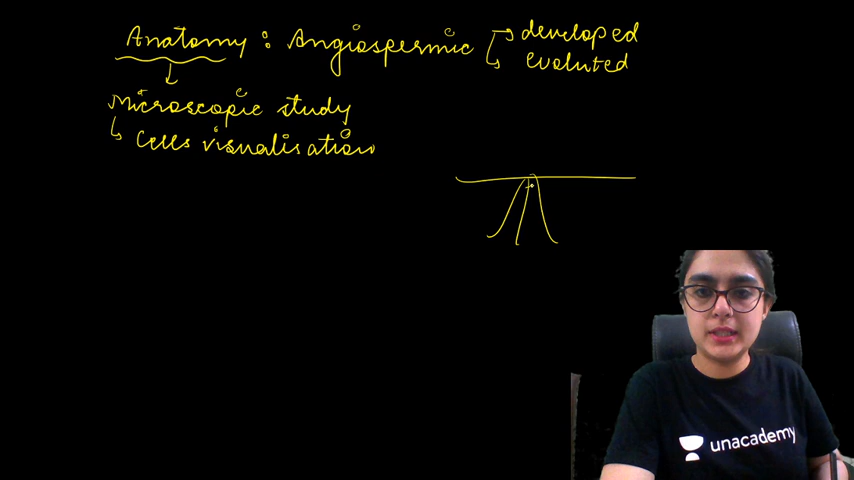 Anatomy : Angiospermic developed
evoluted
Microscopic study
Cells visualisation
unacademy